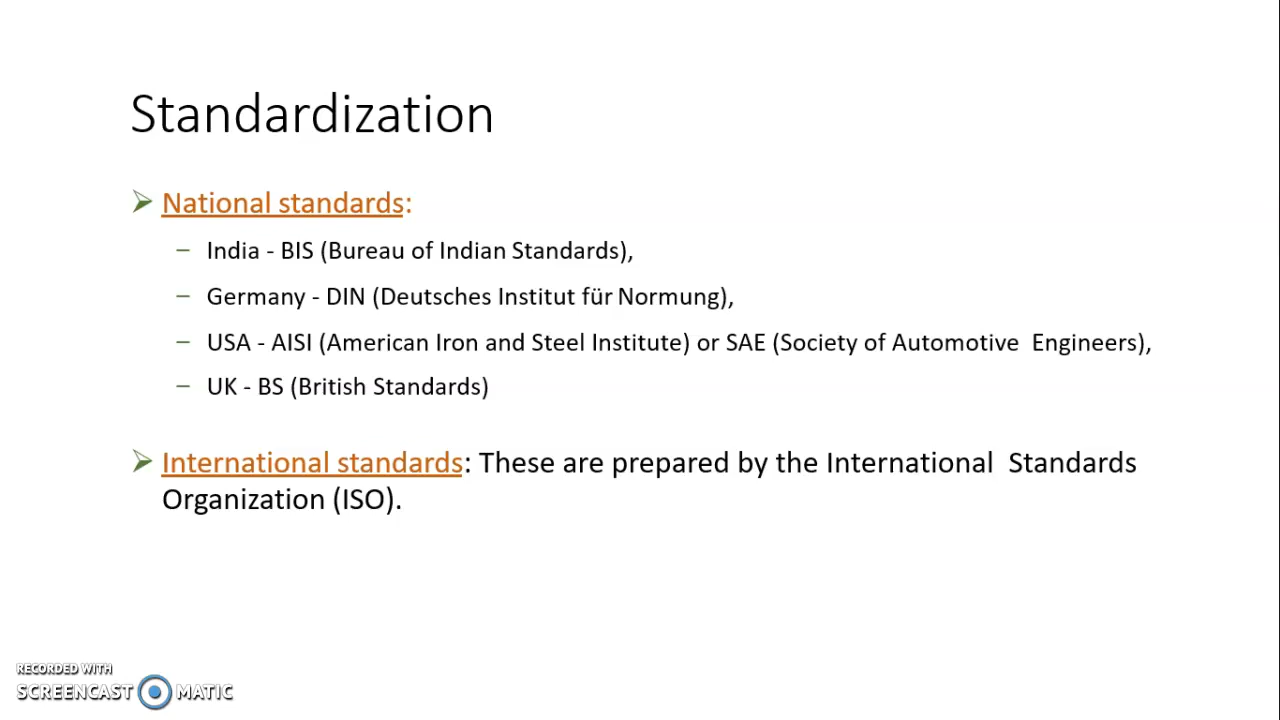 Standardization
➢ National standards:
– India - BIS (Bureau of Indian Standards),
– Germany - DIN (Deutsches Institut für Normung),
– USA - AISI (American Iron and Steel Institute) or SAE (Society of Automotive Engineers),
– UK - BS (British Standards)
➢ International standards: These are prepared by the International Standards
Organization (ISO).
RECORDED WITH
SCREENCAST MATIC